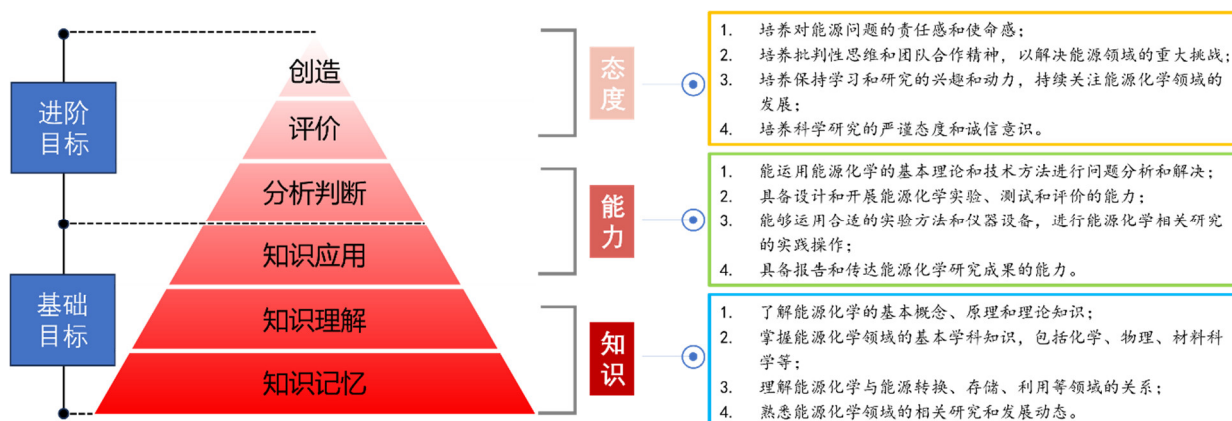 进阶
目标
基础
目标
创造
评价
分析判断
知识应用
知识理解
知识记忆
态
度
能
力
知
识
1. 培养对能源问题的责任感和使命感；
2. 培养批判性思维和团队合作精神，以解决能源领域的重大挑战；
3. 培养保持学习和研究的兴趣和动力，持续关注能源化学领域的
发展；
4. 培养科学研究的严谨态度和诚信意识。
1. 能运用能源化学的基本理论和技术方法进行问题分析和解决；
2. 具备设计和开展能源化学实验、测试和评价的能力；
3. 能够运用合适的实验方法和仪器设备，进行能源化学相关研究
的实践操作；
4. 具备报告和传达能源化学研究成果的能力。
1. 了解能源化学的基本概念、原理和理论知识；
2. 掌握能源化学领域的基本学科知识，包括化学、物理、材料科
学等；
3. 理解能源化学与能源转换、存储、利用等领域的关系；
4. 熟悉能源化学领域的相关研究和发展动态。